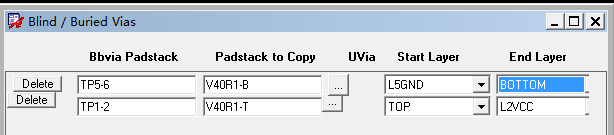 Blind / Buried Vias
Bbvia Padstack Padstack to Copy UVia Start Layer End Layer
Delete TP5-6 V40R1-B ... L5GND BOTTOM
Delete TP1-2 V40R1-T ... TOP L2VCC